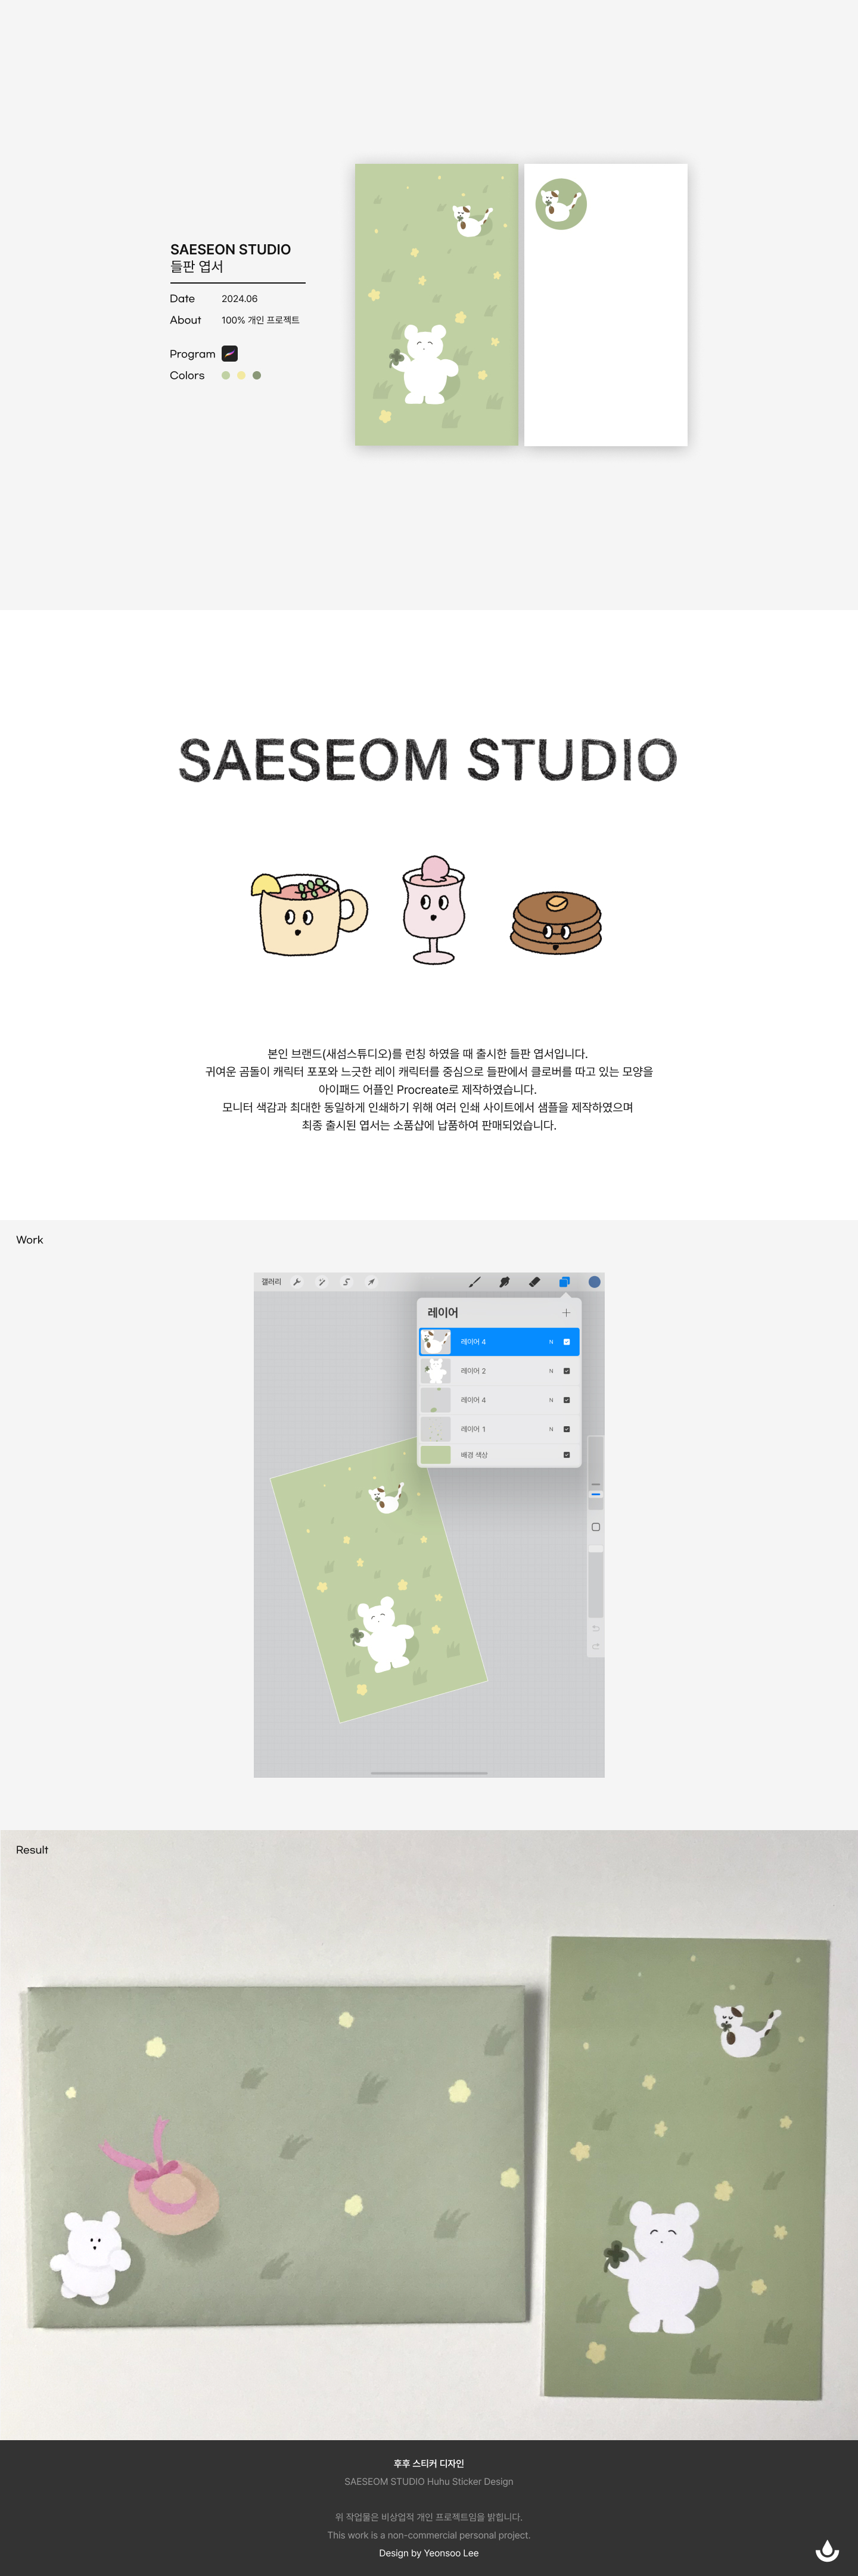 SAESEON STUDIO
들판 엽서
Date 2024.06
About 100% 개인 프로젝트
Program
Colors
SAESEOM STUDIO
본인 브랜드(새섬스튜디오)를 런칭 하였을 때 출시한 들판 엽서입니다.
귀여운 곰돌이 캐릭터 포포와 느긋한 레이 캐릭터를 중심으로 들판에서 클로버를 따고 있는 모양을
아이패드 어플인 Procreate로 제작하였습니다.
모니터 색감과 최대한 동일하게 인쇄하기 위해 여러 인쇄 사이트에서 샘플을 제작하였으며
최종 출시된 엽서는 소품샵에 납품하여 판매되었습니다.
Work
갤러리
레이어
레이어 4 N
레이어 2 N
레이어 4 N
레이어 1 N
배경 색상
Result
후후 스티커 디자인
SAESEOM STUDIO Huhu Sticker Design
위 작업물은 비상업적 개인 프로젝트임을 밝힙니다.
This work is a non-commercial personal project.
Design by Yeonsoo Lee